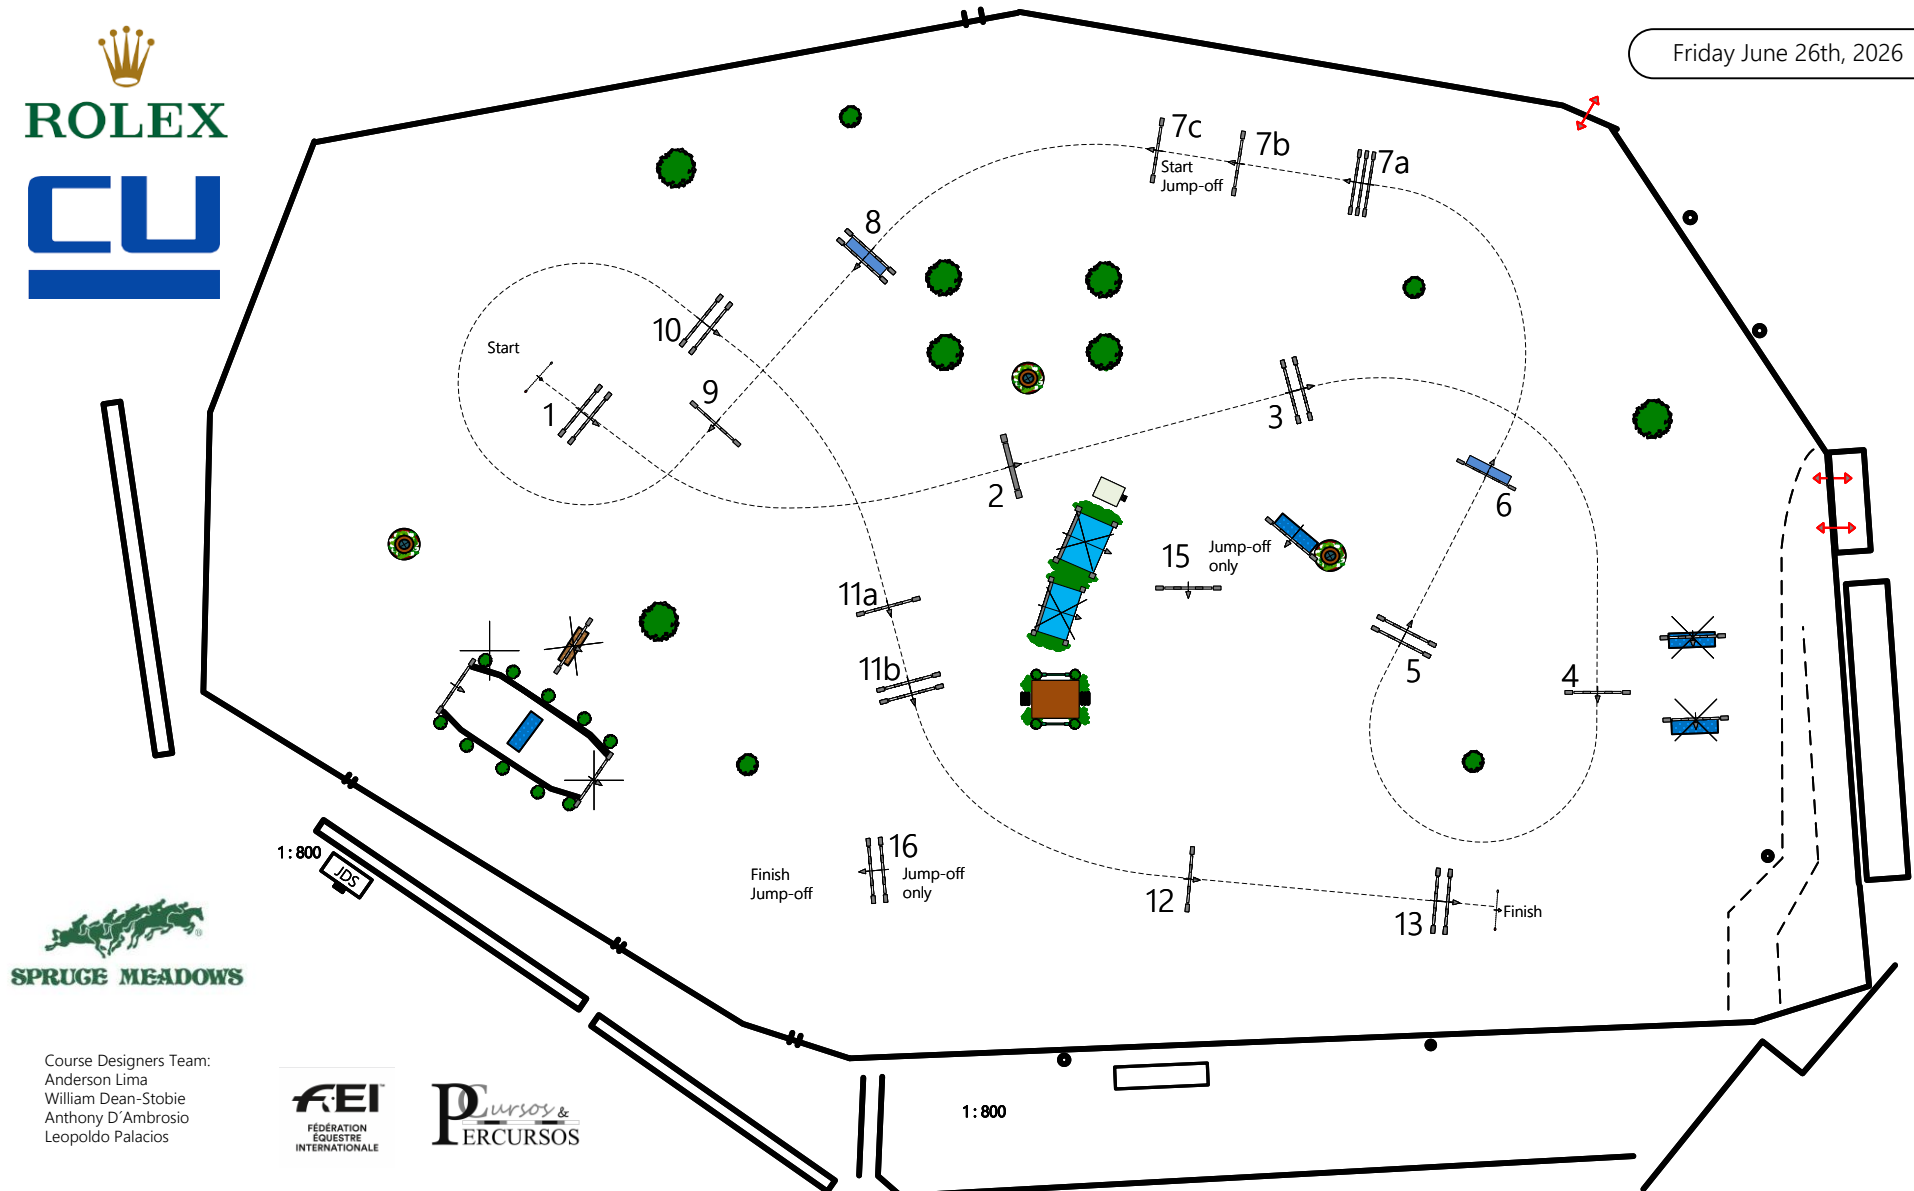 Friday June 26th, 2026
ROLEX
CU
7c
7b
7a
Start
Jump-off
8
10
Start
9
1
3
2
6
15
Jump-off
only
11a
11b
5
4
16
Finish
Jump-off
Jump-off
only
12
13
Finish
1 : 800
JDS
SPRUCE MEADOWS
®
Course Designers Team:
Anderson Lima
William Dean-Stobie
Anthony D´Ambrosio
Leopoldo Palacios
FEI
FÉDÉRATION
ÉQUESTRE
INTERNATIONALE
Cursos &
PERCURSOS
1 : 800